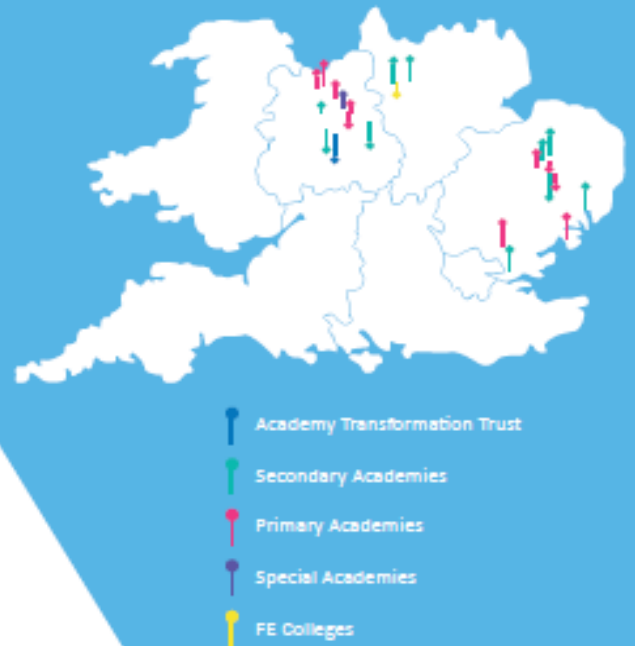 Academy Transformation Trust
Secondary Academies
Primary Academies
Special Academies
FE Colleges